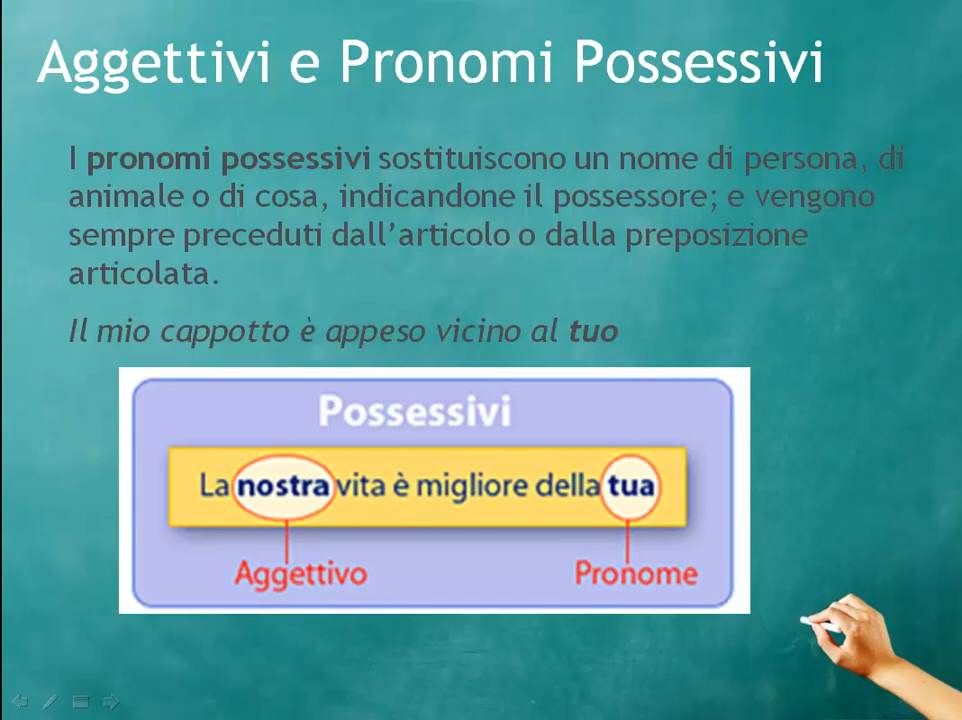 Aggettivi e Pronomi Possessivi
I pronomi possessivi sostituiscono un nome di persona, di
animale o di cosa, indicandone il possessore; e vengono
sempre preceduti dall’articolo o dalla preposizione
articolata.
Il mio cappotto è appeso vicino al tuo
Possessivi
La nostra vita è migliore della tua
Aggettivo Pronome